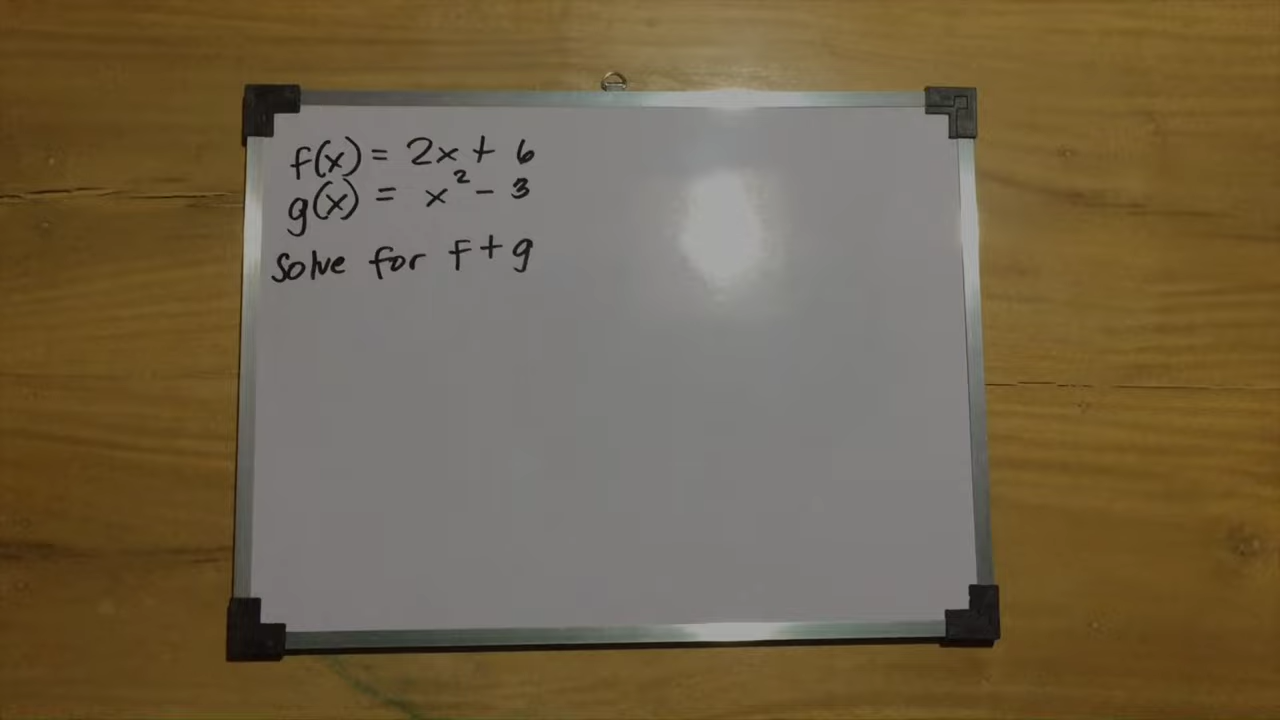 f(x) = 2x + 6
g(x) = x² - 3
Solve for f + g